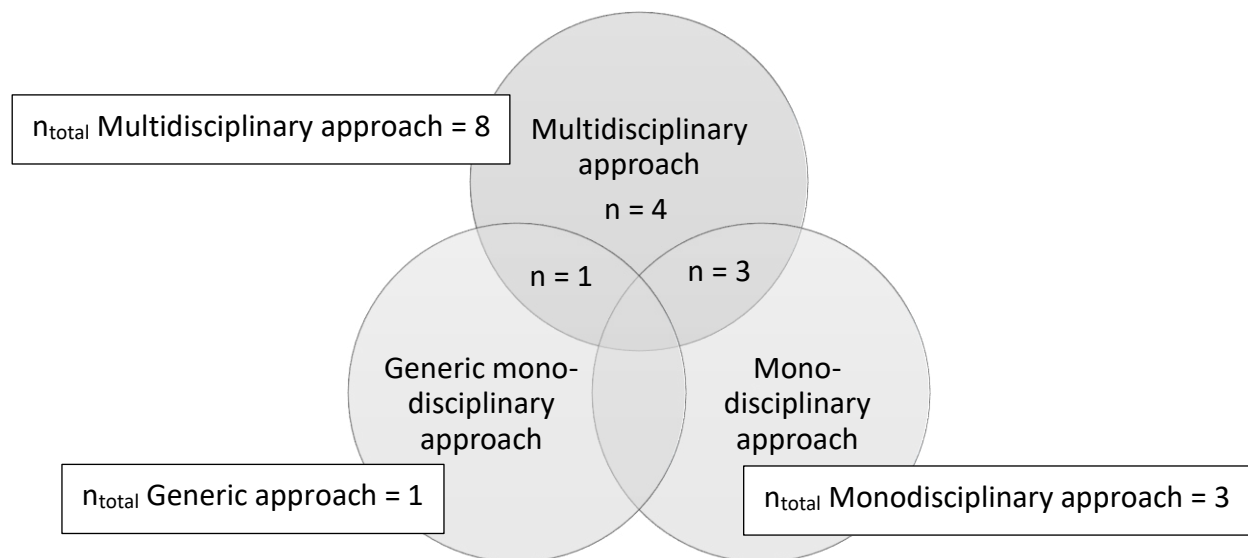 n_total Multidisciplinary approach = 8
Multidisciplinary
approach
n = 4
n = 1
n = 3
Generic mono-
disciplinary
approach
Mono-
disciplinary
approach
n_total Generic approach = 1
n_total Monodisciplinary approach = 3